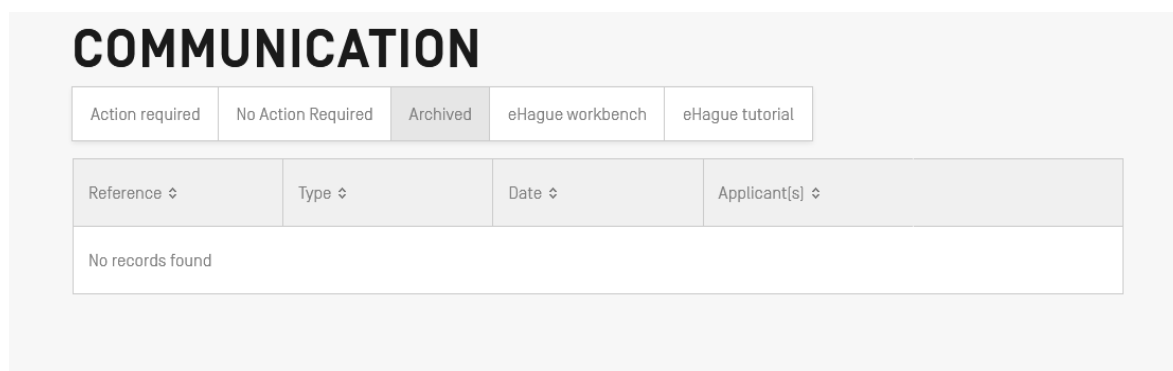 COMMUNICATION
Action required No Action Required Archived eHague workbench eHague tutorial
Reference Type Date Applicant(s)
No records found